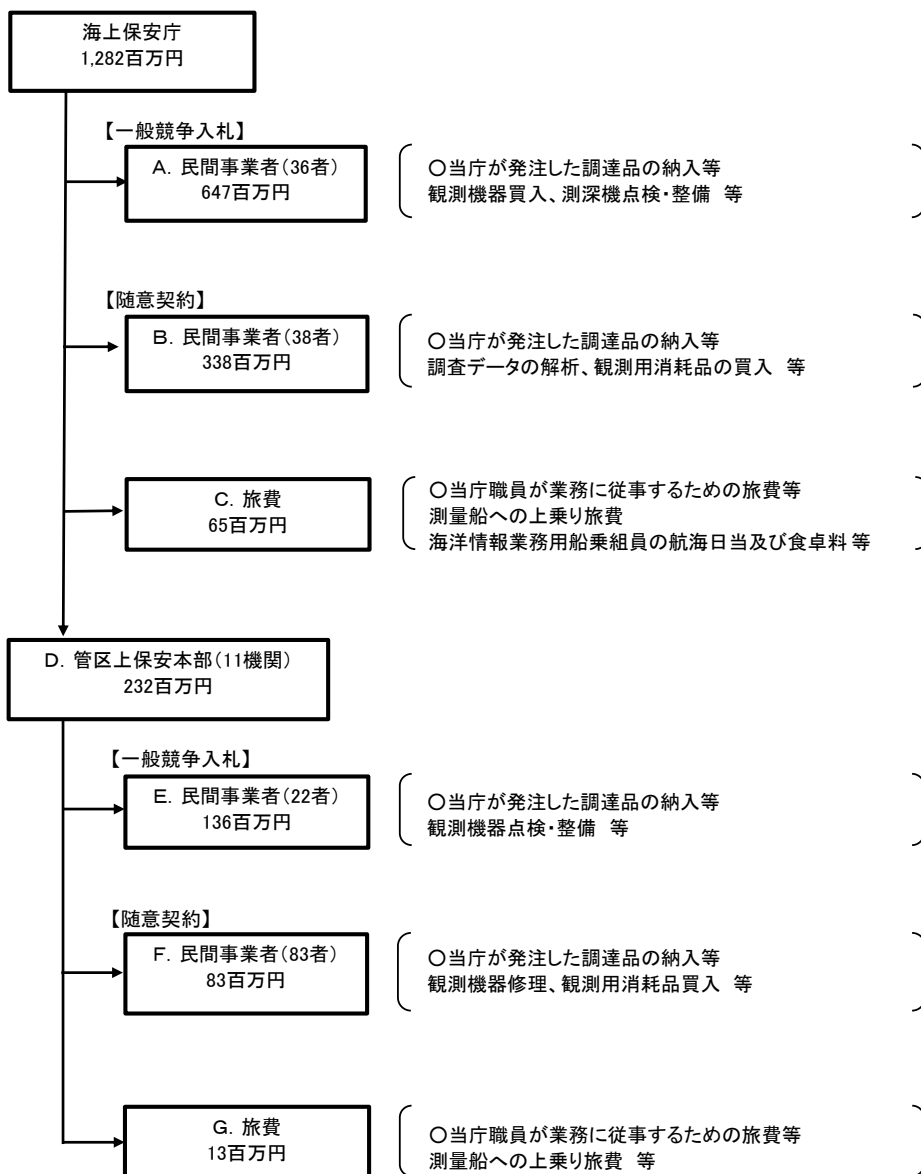 海上保安庁
1,282百万円
【一般競争入札】
A. 民間事業者(36者)
647百万円
○当庁が発注した調達品の納入等
観測機器買入、測深機点検・整備 等
【随意契約】
B. 民間事業者(38者)
338百万円
○当庁が発注した調達品の納入等
調査データの解析、観測用消耗品の買入 等
C. 旅費
65百万円
○当庁職員が業務に従事するための旅費等
測量船への上乗り旅費
海洋情報業務用船乗組員の航海日当及び食卓料 等
D. 管区上保安本部(11機関)
232百万円
【一般競争入札】
E. 民間事業者(22者)
136百万円
○当庁が発注した調達品の納入等
観測機器点検・整備 等
【随意契約】
F. 民間事業者(83者)
83百万円
○当庁が発注した調達品の納入等
観測機器修理、観測用消耗品買入 等
G. 旅費
13百万円
○当庁職員が業務に従事するための旅費等
測量船への上乗り旅費 等